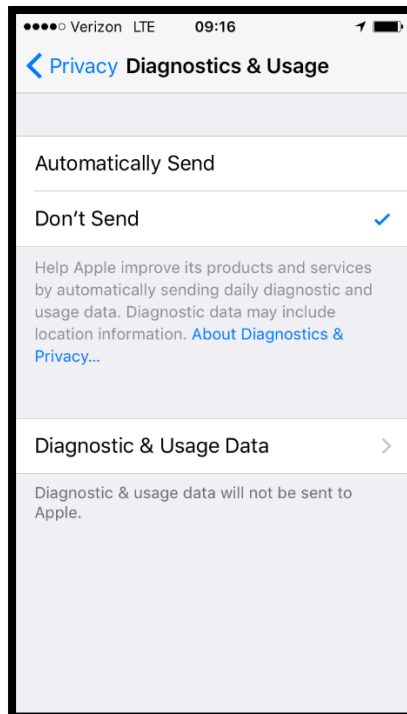 Verizon LTE 09:16
Privacy Diagnostics & Usage
Automatically Send
Don't Send
Help Apple improve its products and services
by automatically sending daily diagnostic and
usage data. Diagnostic data may include
location information. About Diagnostics &
Privacy...
Diagnostic & Usage Data
Diagnostic & usage data will not be sent to
Apple.